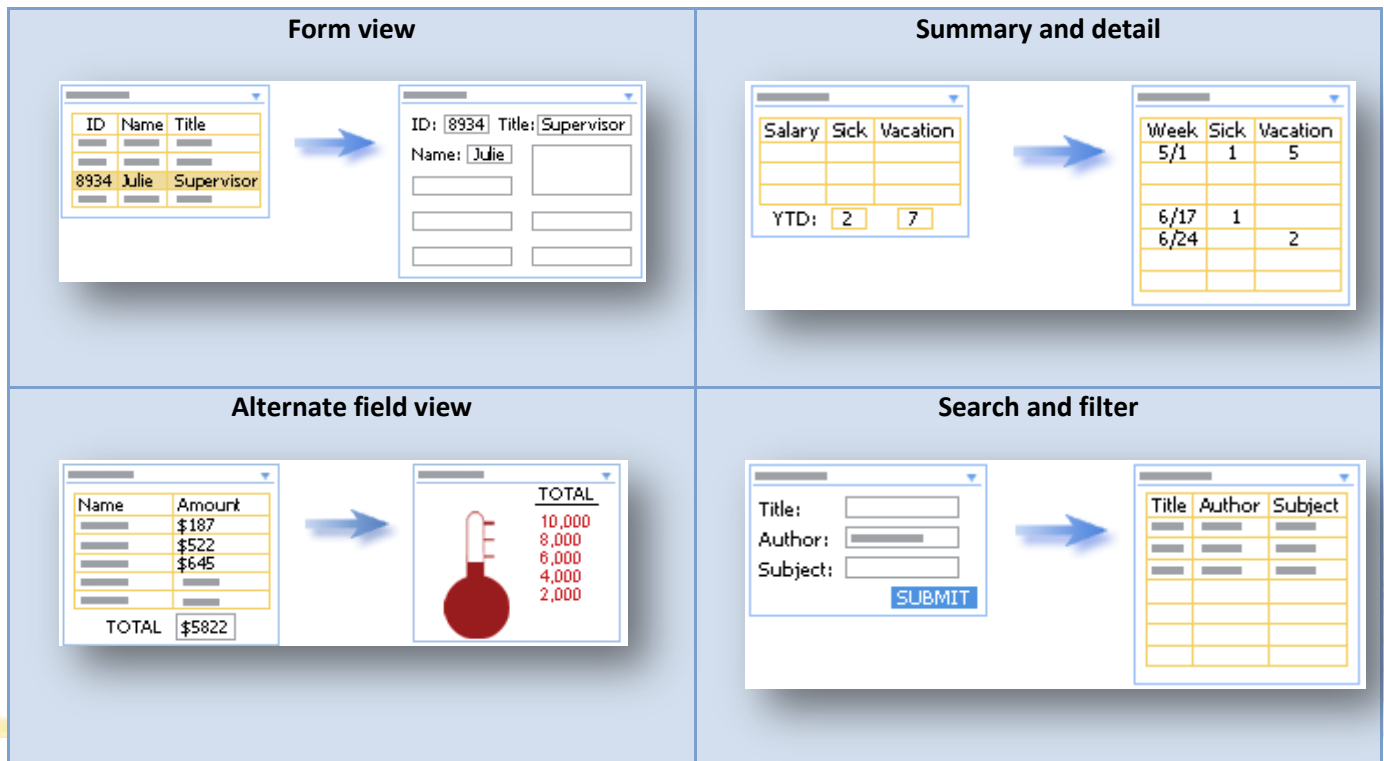 Form view
ID Name Title
8934 Julie Supervisor
ID: 8934 Title: Supervisor
Name: Julie
Summary and detail
Salary Sick Vacation
YTD: 2 7
Week Sick Vacation
5/1 1 5
6/17 1
6/24 2
Alternate field view
Name Amount
$187
$522
$645
TOTAL $5822
TOTAL
10,000
8,000
6,000
4,000
2,000
Search and filter
Title:
Author:
Subject:
SUBMIT
Title Author Subject